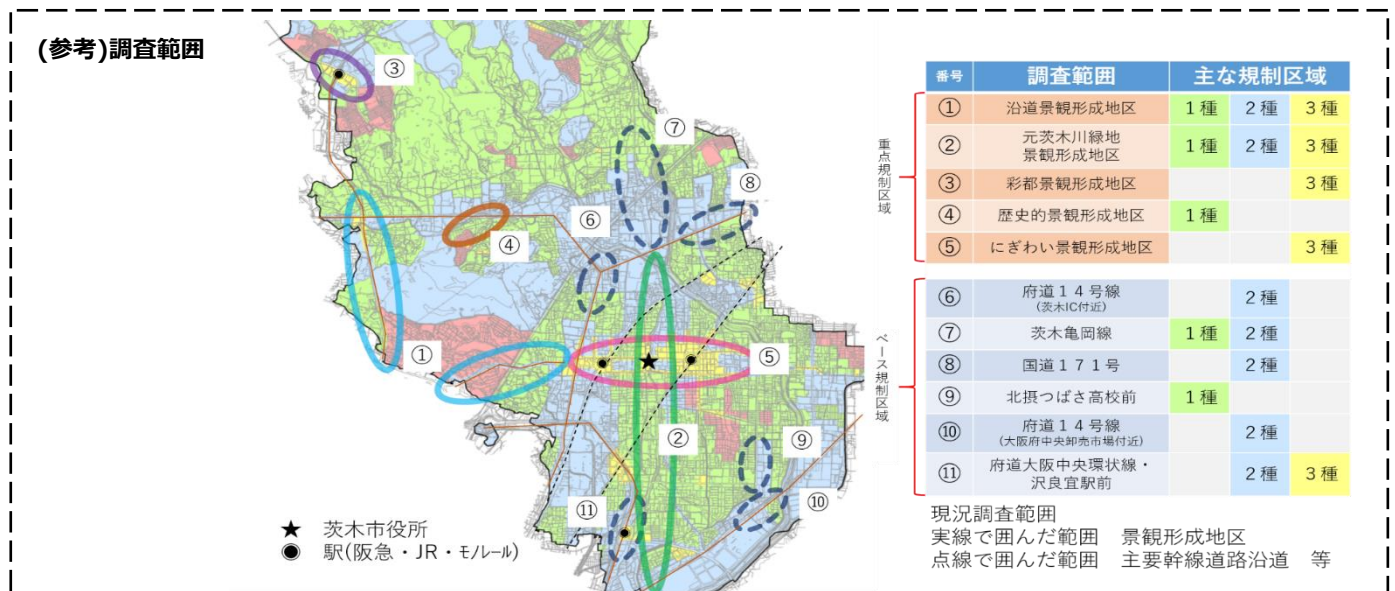 (参考)調査範囲
③
⑦
⑧
⑥
④
①
⑤
②
⑨
⑩
⑪
★ 茨木市役所
◉ 駅(阪急・JR・モノレール)
番号 調査範囲 主な規制区域
重点規制区域
① 沿道景観形成地区 1種 2種 3種
② 元茨木川緑地
景観形成地区 1種 2種 3種
③ 彩都景観形成地区 3種
④ 歴史的景観形成地区 1種
⑤ にぎわい景観形成地区 3種
ベース規制区域
⑥ 府道14号線
(茨木IC付近) 2種
⑦ 茨木亀岡線 1種 2種
⑧ 国道171号 2種
⑨ 北摂つばさ高校前 1種
⑩ 府道14号線
(大阪府中央卸売市場付近) 2種
⑪ 府道大阪中央環状線・
沢良宜駅前 2種 3種
現況調査範囲
実線で囲んだ範囲 景観形成地区
点線で囲んだ範囲 主要幹線道路沿道 等